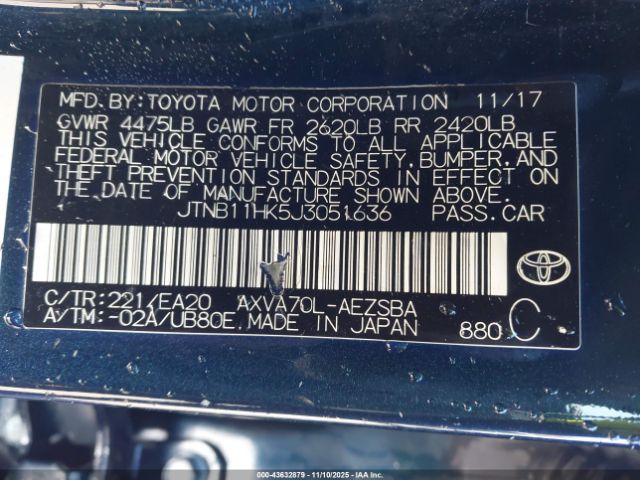 MFD.BY:TOYOTA MOTOR CORPORATION 11/17
GVWR 4475LB GAWR FR 2620LB RR 2420LB
THIS VEHICLE CONFORMS TO ALL APPLICABLE
FEDERAL MOTOR VEHICLE SAFETY,BUMPER,AND
THEFT PREVENTION STANDARDS IN EFFECT ON
THE DATE OF MANUFACTURE SHOWN ABOVE.
JTNB11HK5J3051636 PASS.CAR
C/TR:221/EA20 AXVA70L-AEZSBA
A/TM:-02A/UB80E.MADE IN JAPAN 880 C
000-43632879 - 11/10/2025 - IAAI.COM